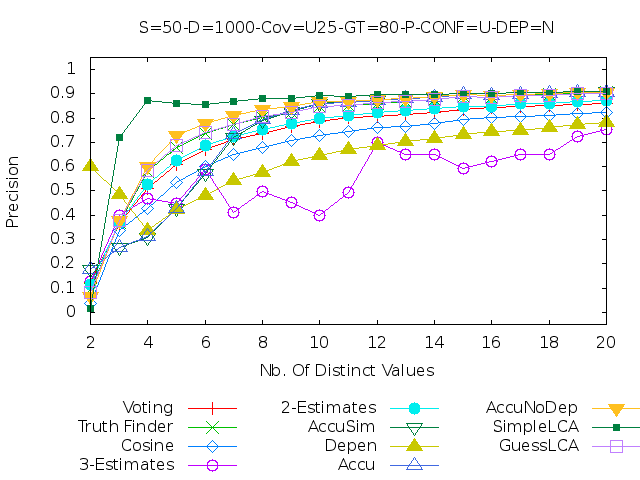 S=50-D=1000-Cov=U25-GT=80-P-CONF=U-DEP=N
1
0.9
0.8
0.7
0.6
0.5
0.4
0.3
0.2
0.1
0
Precision
2 4 6 8 10 12 14 16 18 20
Nb. Of Distinct Values
Voting 2-Estimates AccuNoDep
Truth Finder AccuSim SimpleLCA
Cosine Depen GuessLCA
3-Estimates Accu